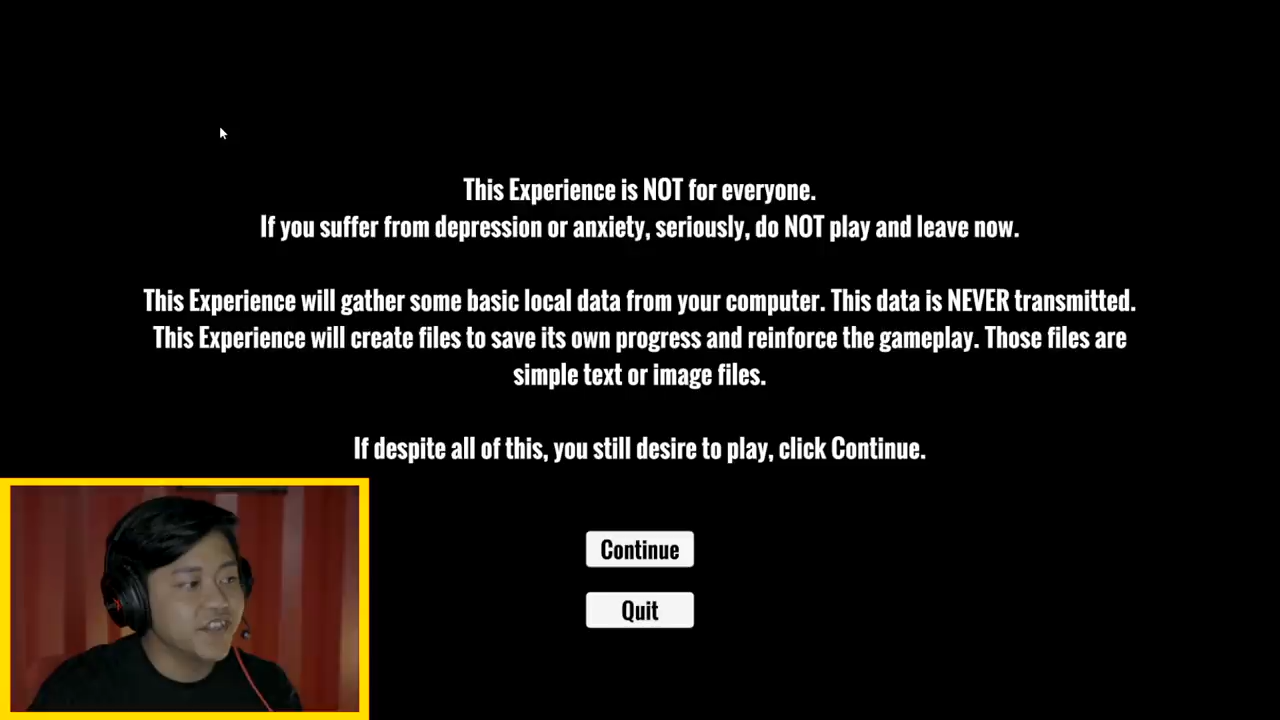 This Experience is NOT for everyone.
If you suffer from depression or anxiety, seriously, do NOT play and leave now.
This Experience will gather some basic local data from your computer. This data is NEVER transmitted.
This Experience will create files to save its own progress and reinforce the gameplay. Those files are
simple text or image files.
If despite all of this, you still desire to play, click Continue.
Continue
Quit